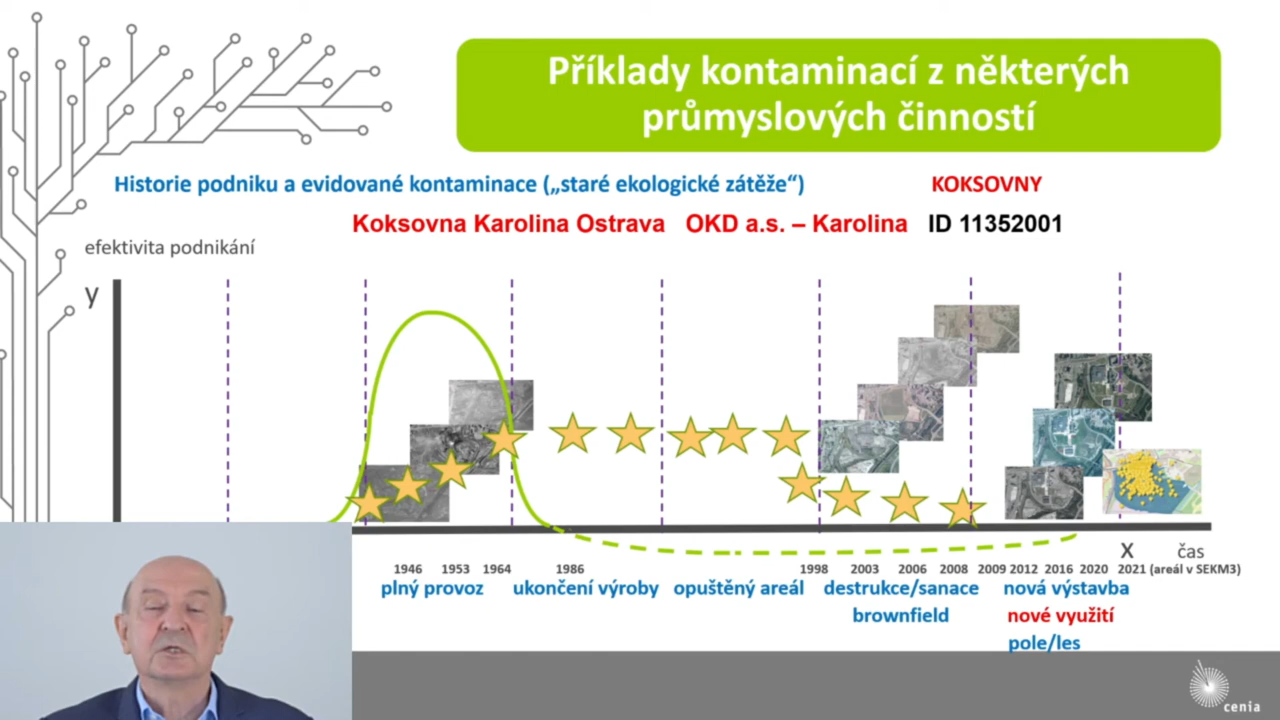 Příklady kontaminací z některých
průmyslových činností
Historie podniku a evidované kontaminace („staré ekologické zátěže“) KOKSOVNY
Koksovna Karolina Ostrava OKD a.s. – Karolina ID 11352001
efektivita podnikání
y
x čas
1946 1953 1964 1986 1998 2003 2006 2008 2009 2012 2016 2020 2021 (areál v SEKM3)
plný provoz ukončení výroby opuštěný areál destrukce/sanace nová výstavba
brownfield nové využití
pole/les
cenia